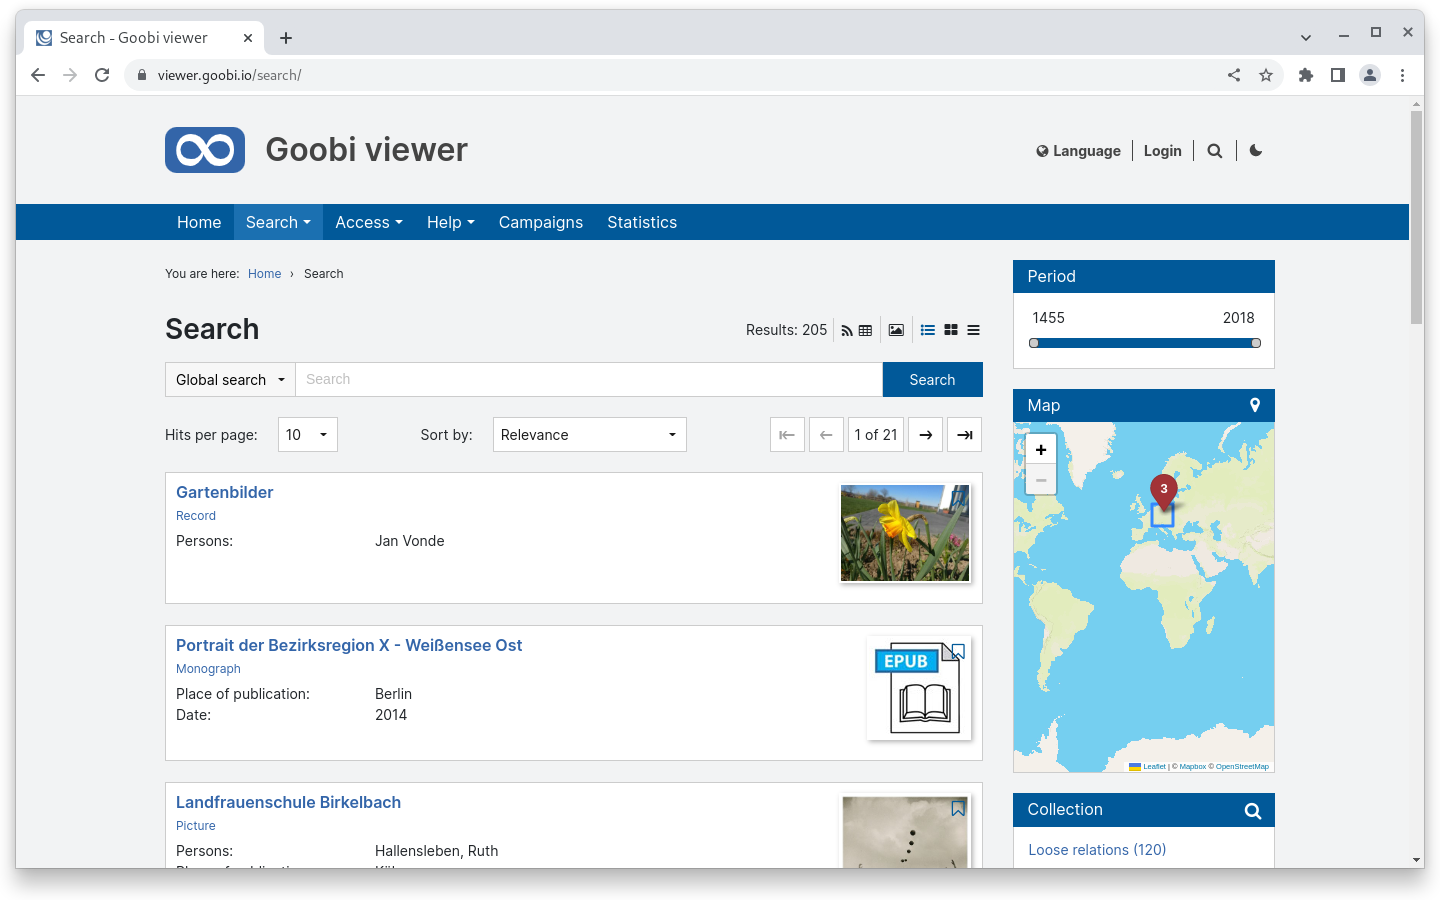 Search - Goobi viewer
viewer.goobi.io/search/
Goobi viewer
Language Login
Home Search Access Help Campaigns Statistics
You are here: Home › Search
Search
Results: 205
Global search Search Search
Hits per page: 10 Sort by: Relevance 1 of 21
Gartenbilder
Record
Persons: Jan Vonde
Portrait der Bezirksregion X - Weißensee Ost
Monograph
Place of publication: Berlin
Date: 2014
EPUB
Landfrauenschule Birkelbach
Picture
Persons: Hallensleben, Ruth
Period
1455 2018
Map
+
−
3
Leaflet | © Mapbox © OpenStreetMap
Collection
Loose relations (120)